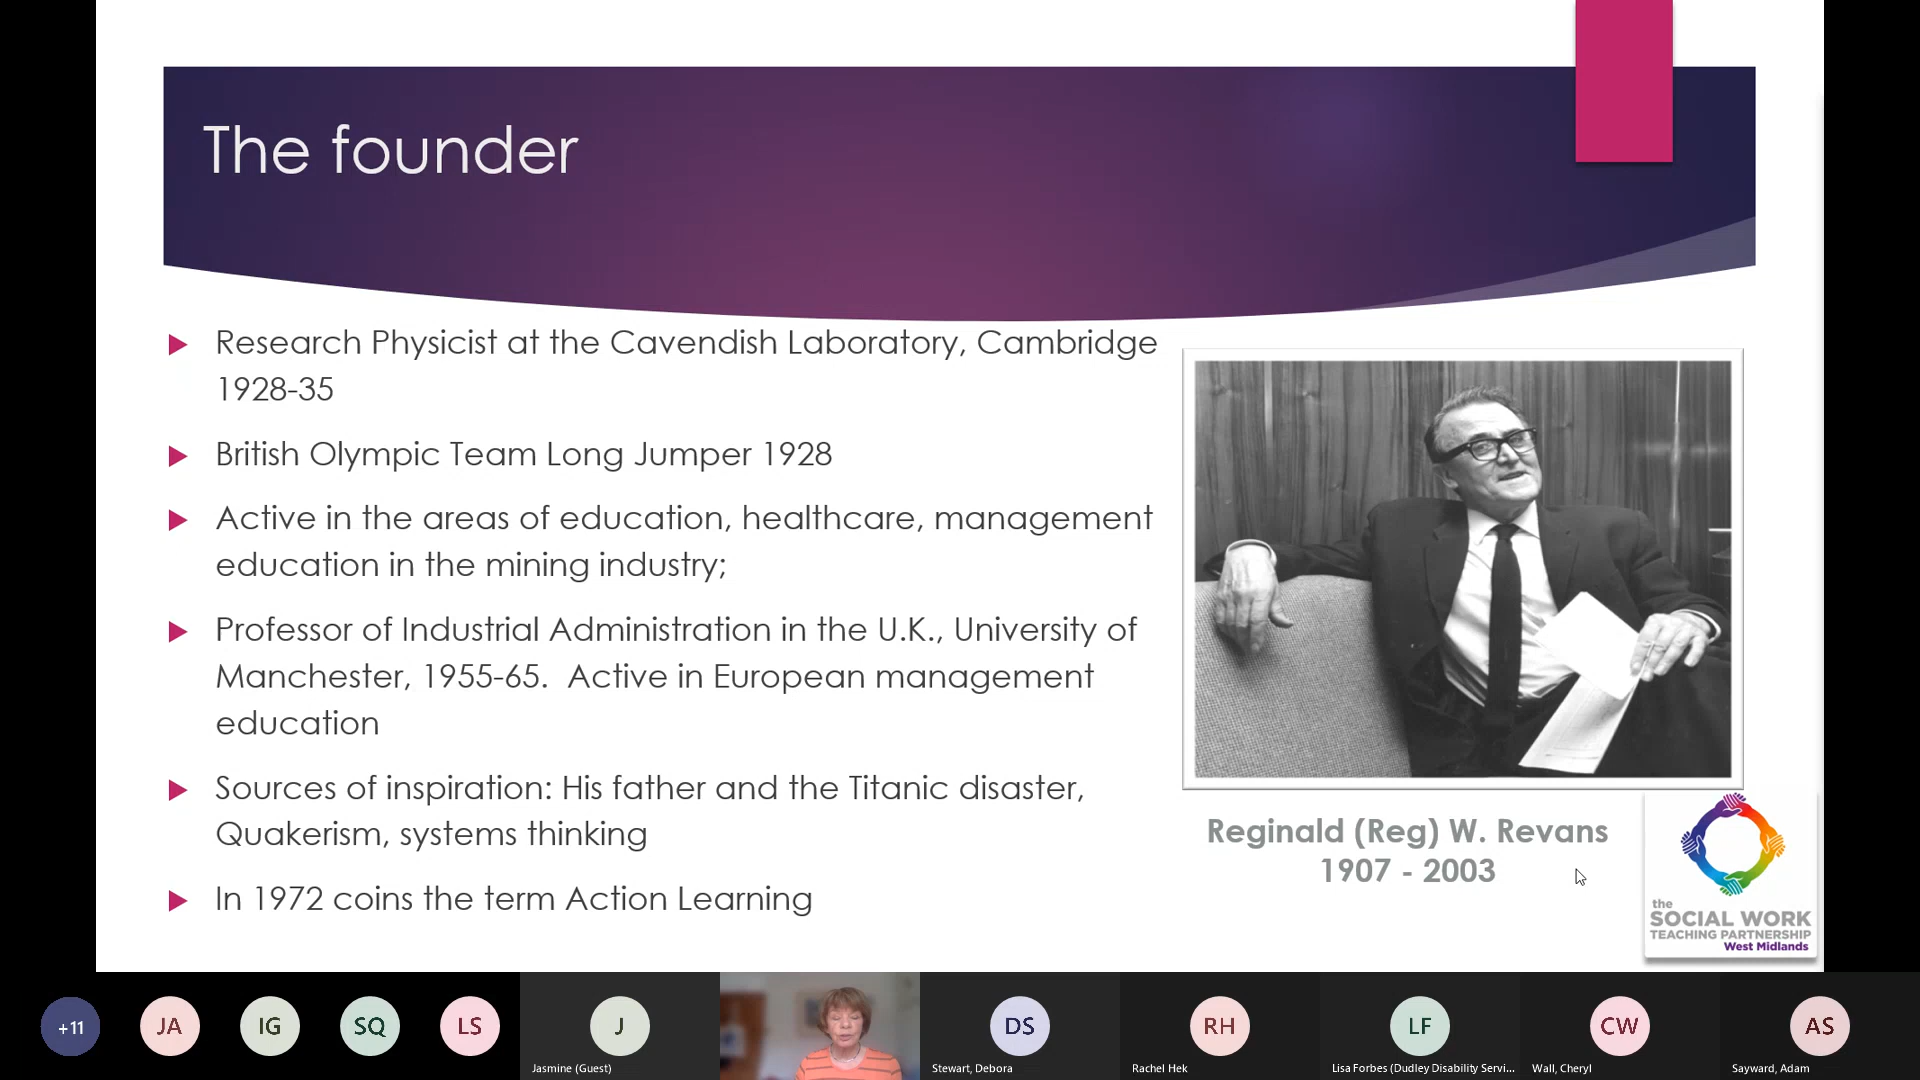 The founder
Research Physicist at the Cavendish Laboratory, Cambridge
1928-35
British Olympic Team Long Jumper 1928
Active in the areas of education, healthcare, management
education in the mining industry;
Professor of Industrial Administration in the U.K., University of
Manchester, 1955-65.  Active in European management
education
Sources of inspiration: His father and the Titanic disaster,
Quakerism, systems thinking
In 1972 coins the term Action Learning
Reginald (Reg) W. Revans
1907 - 2003
the
SOCIAL WORK
TEACHING PARTNERSHIP
West Midlands
+11
JA
IG
SQ
LS
J
Jasmine (Guest)
DS
Stewart, Debora
RH
Rachel Hek
LF
Lisa Forbes (Dudley Disability Servi...
CW
Wall, Cheryl
AS
Sayward, Adam